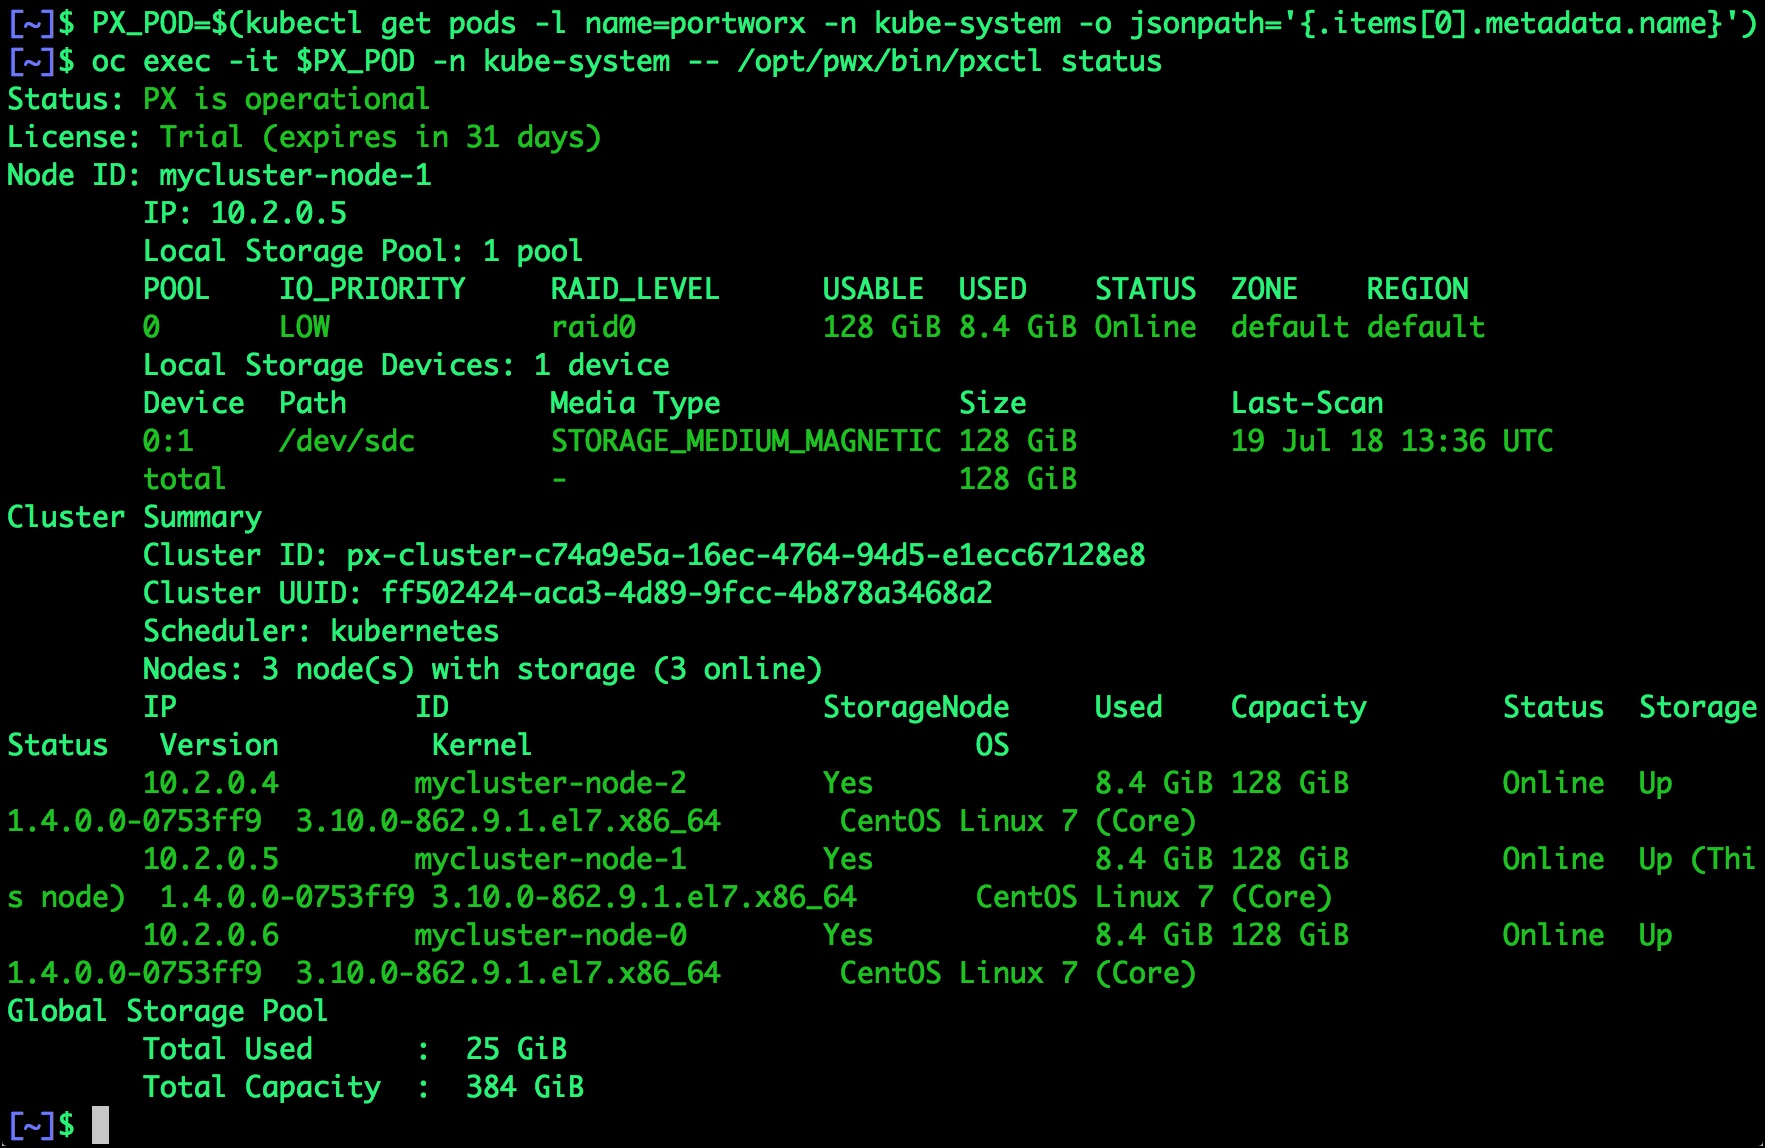 [~]$ PX_POD=$(kubectl get pods -l name=portworx -n kube-system -o jsonpath='{.items[0].metadata.name}')
[~]$ oc exec -it $PX_POD -n kube-system -- /opt/pwx/bin/pxctl status
Status: PX is operational
License: Trial (expires in 31 days)
Node ID: mycluster-node-1
        IP: 10.2.0.5
        Local Storage Pool: 1 pool
        POOL    IO_PRIORITY     RAID_LEVEL      USABLE  USED    STATUS  ZONE    REGION
        0       LOW             raid0           128 GiB 8.4 GiB Online  default default
        Local Storage Devices: 1 device
        Device  Path            Media Type              Size            Last-Scan
        0:1     /dev/sdc        STORAGE_MEDIUM_MAGNETIC 128 GiB         19 Jul 18 13:36 UTC
        total                   -                       128 GiB
Cluster Summary
        Cluster ID: px-cluster-c74a9e5a-16ec-4764-94d5-e1ecc67128e8
        Cluster UUID: ff502424-aca3-4d89-9fcc-4b878a3468a2
        Scheduler: kubernetes
        Nodes: 3 node(s) with storage (3 online)
        IP              ID                      StorageNode     Used    Capacity        Status  Storage
Status   Version         Kernel                          OS
        10.2.0.4        mycluster-node-2        Yes             8.4 GiB 128 GiB         Online  Up
1.4.0.0-0753ff9  3.10.0-862.9.1.el7.x86_64       CentOS Linux 7 (Core)
        10.2.0.5        mycluster-node-1        Yes             8.4 GiB 128 GiB         Online  Up (Thi
s node)  1.4.0.0-0753ff9 3.10.0-862.9.1.el7.x86_64       CentOS Linux 7 (Core)
        10.2.0.6        mycluster-node-0        Yes             8.4 GiB 128 GiB         Online  Up
1.4.0.0-0753ff9  3.10.0-862.9.1.el7.x86_64       CentOS Linux 7 (Core)
Global Storage Pool
        Total Used      :  25 GiB
        Total Capacity  :  384 GiB
[~]$